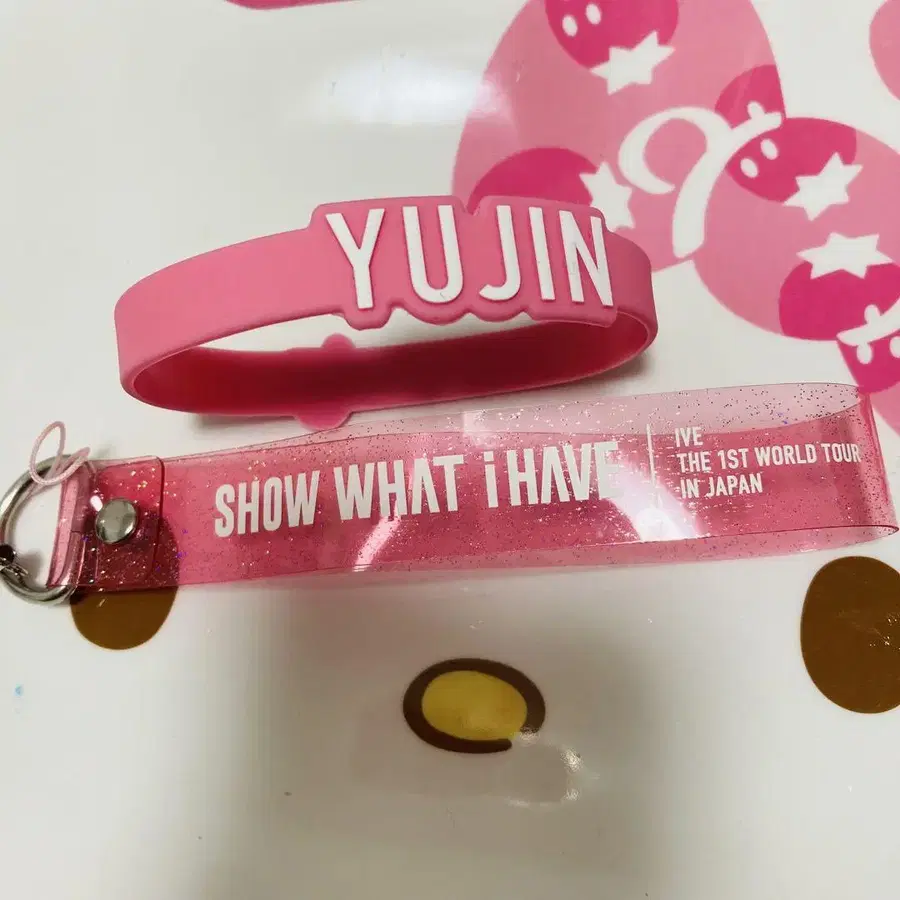 YUJIN
SHOW WHAT i HAVE
IVE
THE 1ST WORLD TOUR
IN JAPAN